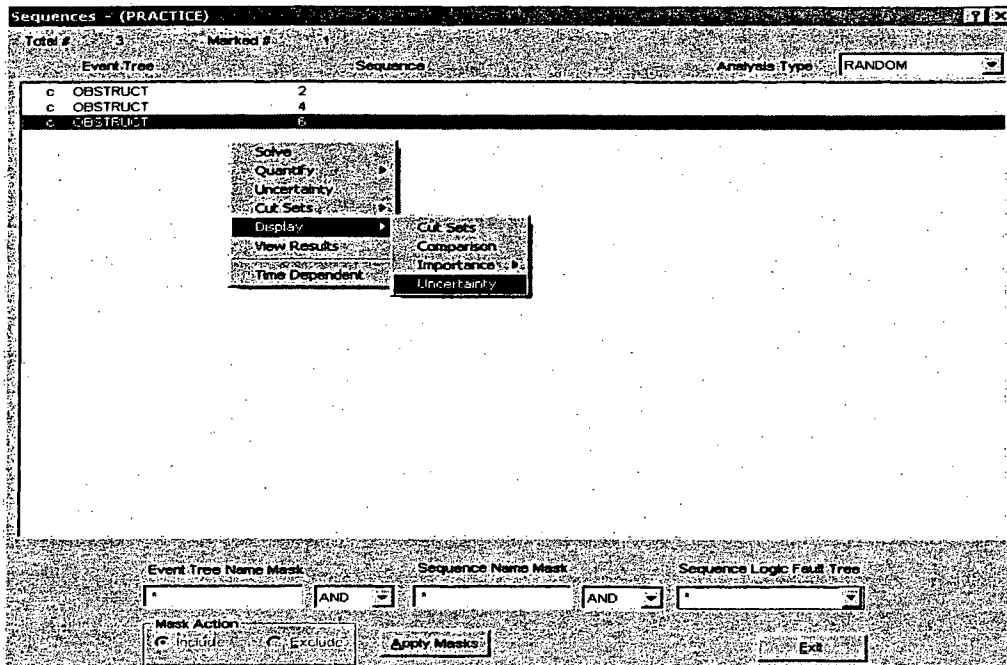 Sequences - (PRACTICE)
Total # 3 Marked # 1
Event Tree Sequence Analysis Type RANDOM
c OBSTRUCT 2
c OBSTRUCT 4
c OBSTRUCT 6
Solve
Quantify
Uncertainty
Cut Sets
Display
View Results
Time Dependent
Cut Sets
Comparison
Importance
Uncertainty
Event Tree Name Mask Sequence Name Mask Sequence Logic Fault Tree
* AND * AND *
Mask Action
Include Exclude Apply Masks Exit